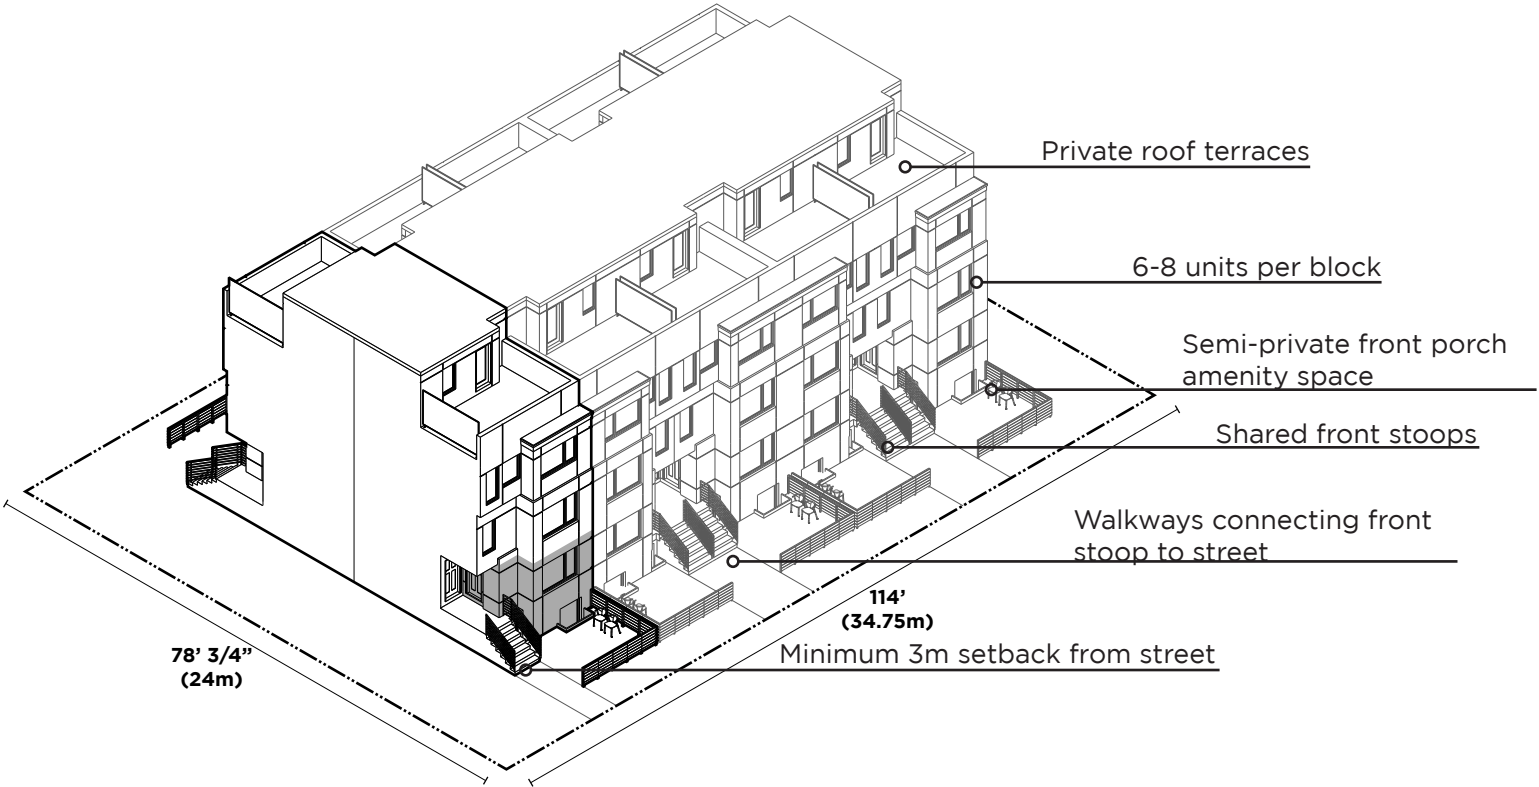 Private roof terraces
6-8 units per block
Semi-private front porch
amenity space
Shared front stoops
Walkways connecting front
stoop to street
114’
(34.75m)
Minimum 3m setback from street
78’ 3/4”
(24m)